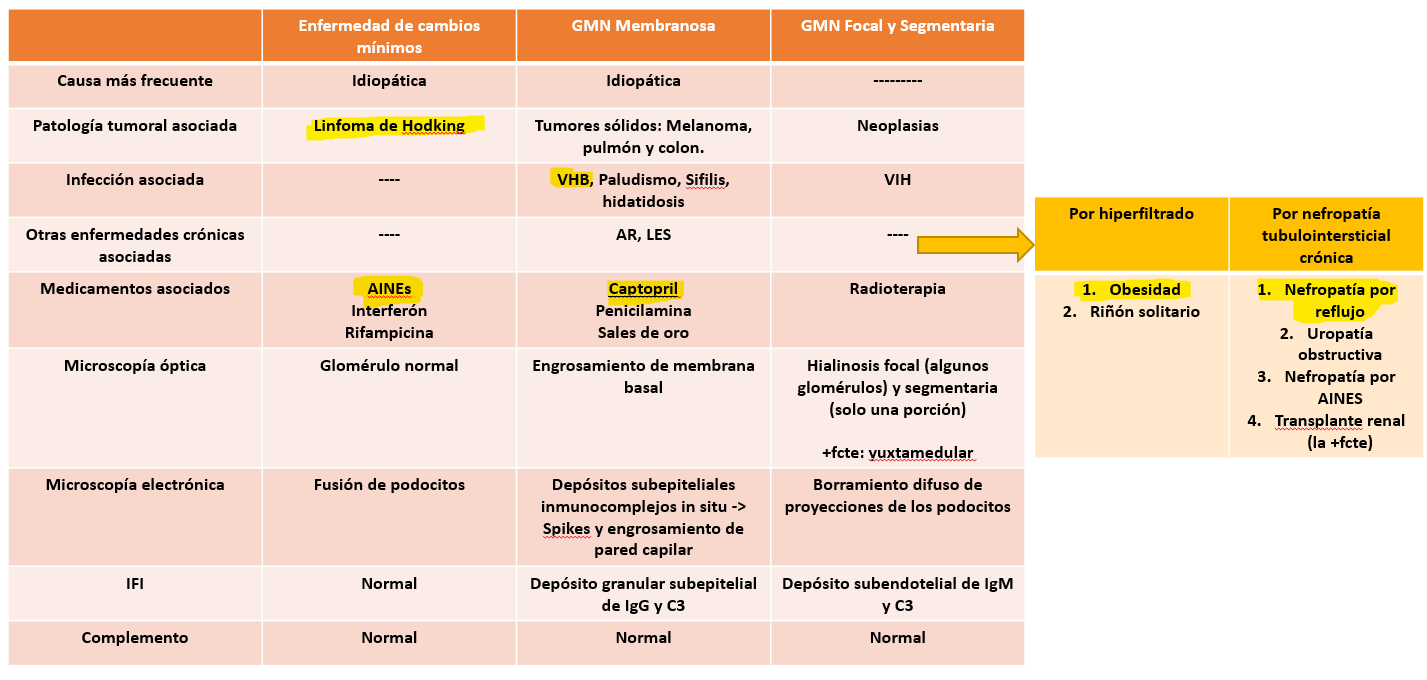 Enfermedad de cambios
mínimos
GMN Membranosa
GMN Focal y Segmentaria
Causa más frecuente
Idiopática
Idiopática
---------
Patología tumoral asociada
Linfoma de Hodking
Tumores sólidos: Melanoma,
pulmón y colon.
Neoplasias
Infección asociada
----
VHB, Paludismo, Sifilis,
hidatidosis
VIH
Otras enfermedades crónicas
asociadas
----
AR, LES
----
Medicamentos asociados
AINEs
Interferón
Rifampicina
Captopril
Penicilamina
Sales de oro
Radioterapia
Microscopía óptica
Glomérulo normal
Engrosamiento de membrana
basal
Hialinosis focal (algunos
glomérulos) y segmentaria
(solo una porción)
+fcte: yuxtamedular
Microscopía electrónica
Fusión de podocitos
Depósitos subepiteliales
inmunocomplejos in situ ->
Spikes y engrosamiento de
pared capilar
Borramiento difuso de
proyecciones de los podocitos
IFI
Normal
Depósito granular subepitelial
de IgG y C3
Depósito subendotelial de IgM
y C3
Complemento
Normal
Normal
Normal
Por hiperfiltrado
Por nefropatía
tubulointersticial
crónica
1. Obesidad
2. Riñón solitario
1. Nefropatía por
reflujo
2. Uropatía
obstructiva
3. Nefropatía por
AINES
4. Transplante renal
(la +fcte)